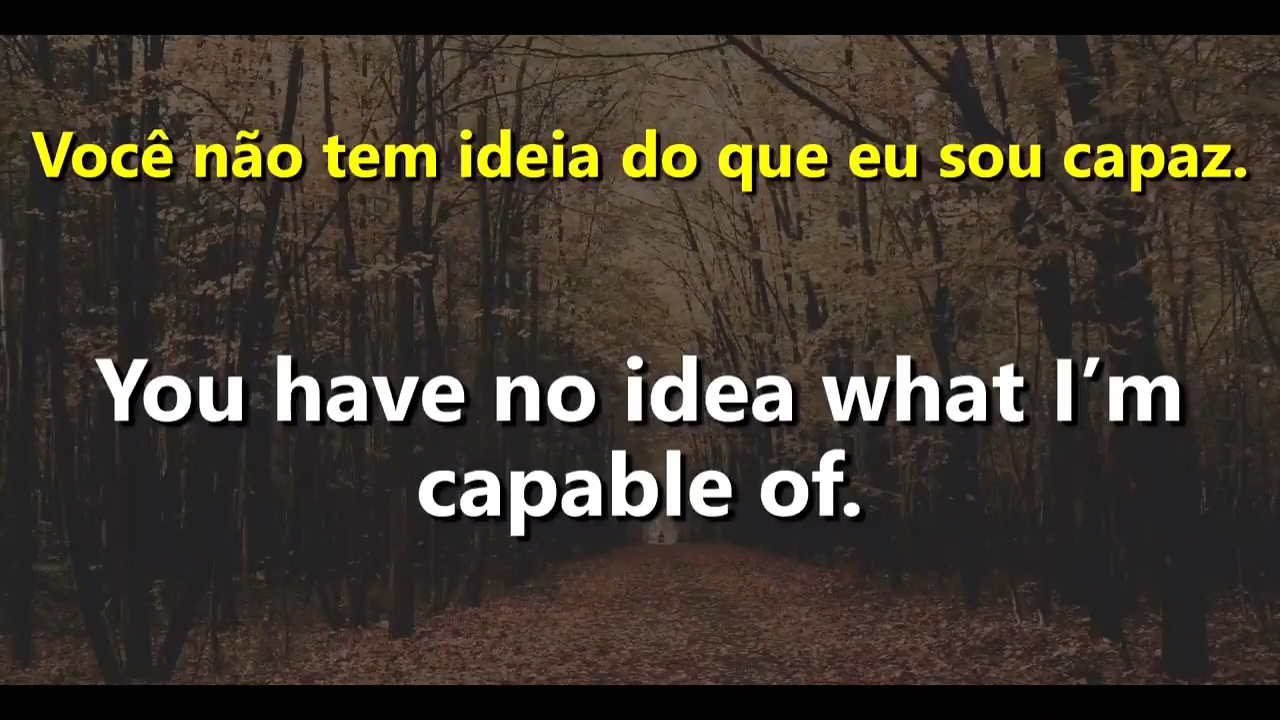 Você não tem ideia do que eu sou capaz.
You have no idea what I’m
capable of.